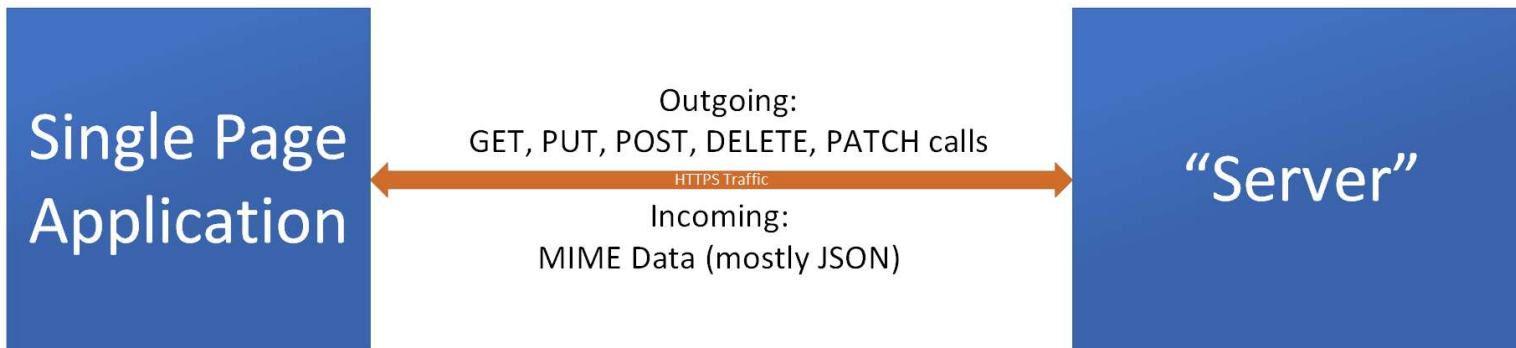 Single Page
Application
Outgoing:
GET, PUT, POST, DELETE, PATCH calls
HTTPS Traffic
Incoming:
MIME Data (mostly JSON)
“Server”